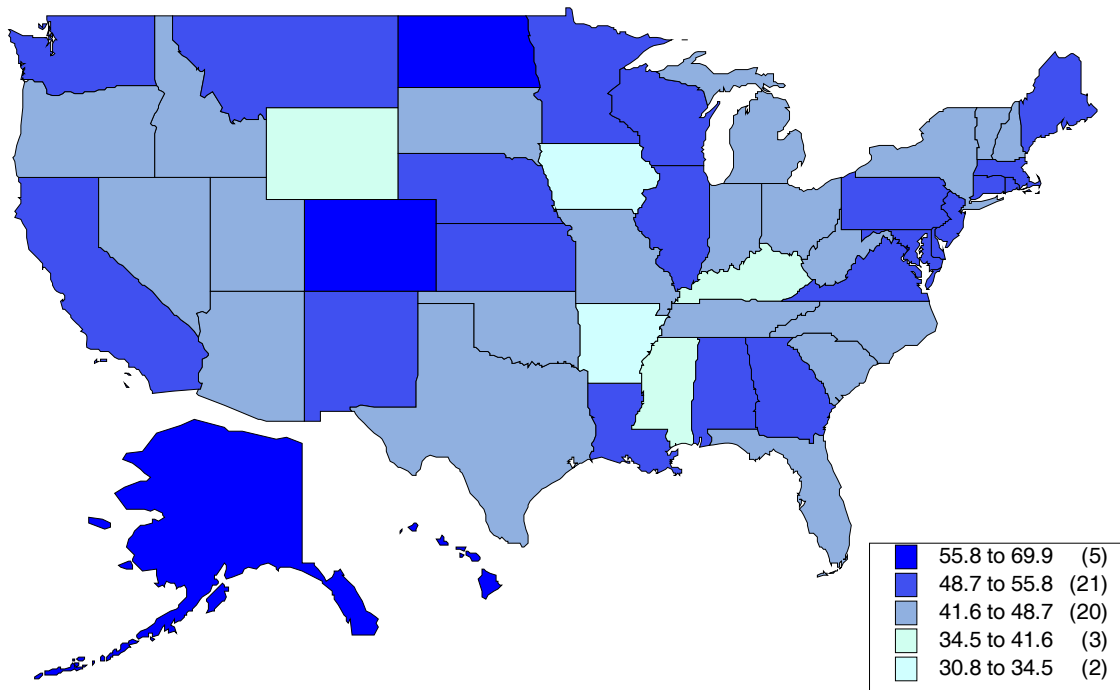 55.8 to 69.9 (5)
48.7 to 55.8 (21)
41.6 to 48.7 (20)
34.5 to 41.6 (3)
30.8 to 34.5 (2)